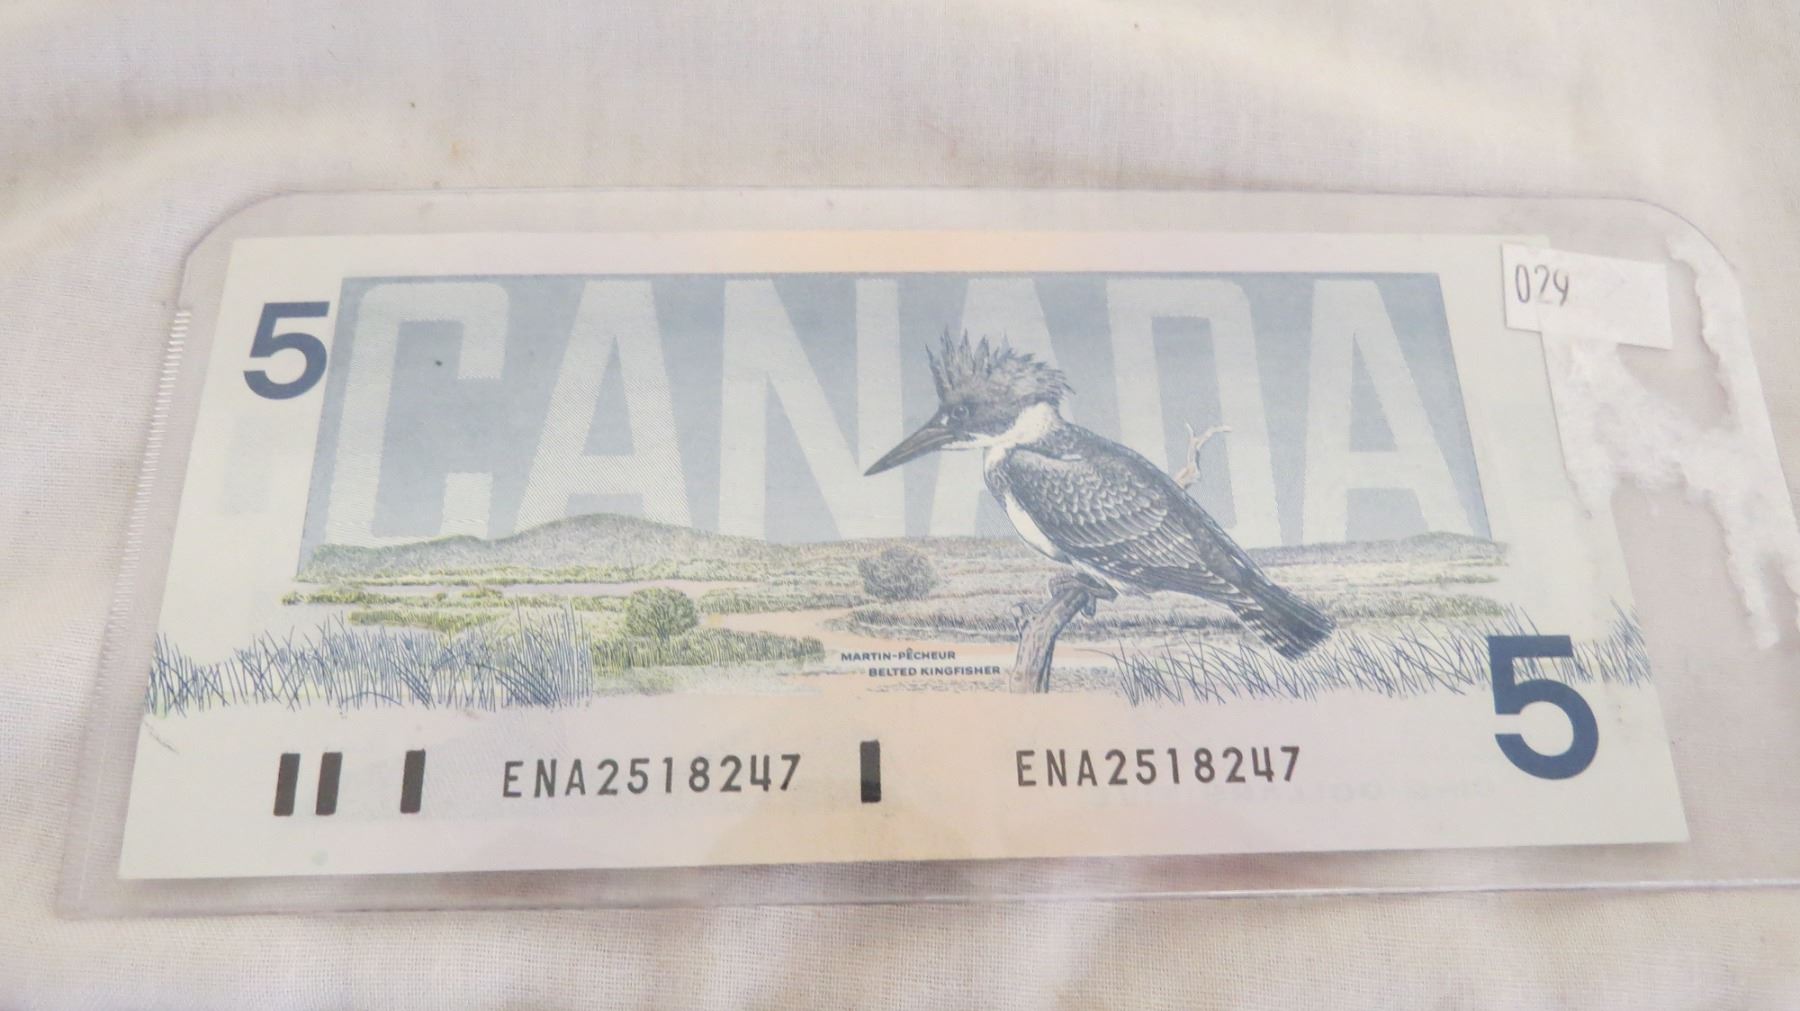 029
5
CANADA
MARTIN-PÊCHEUR
BELTED KINGFISHER
5
ENA2518247 ENA2518247